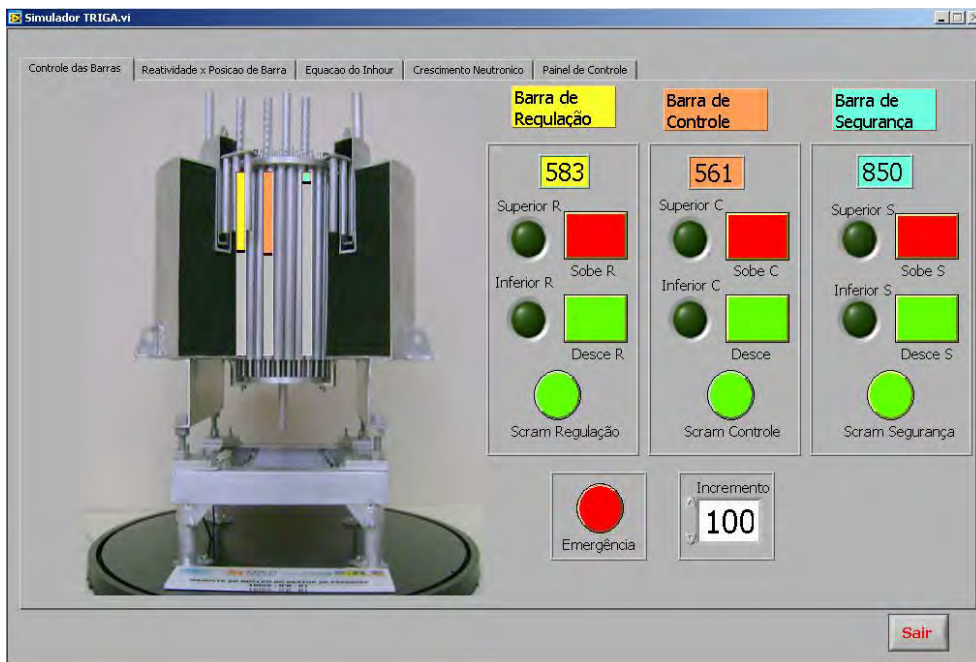 Simulador TRIGA.vi
Controle das Barras
Reatividade x Posicao de Barra
Equacao do Inhour
Crescimento Neutronico
Painel de Controle
Barra de
Regulação
Barra de
Controle
Barra de
Segurança
583
561
850
Superior R
Superior C
Superior S
Sobe R
Sobe C
Sobe S
Inferior R
Inferior C
Inferior S
Desce R
Desce
Desce S
Scram Regulação
Scram Controle
Scram Segurança
Emergência
Incremento
100
Sair